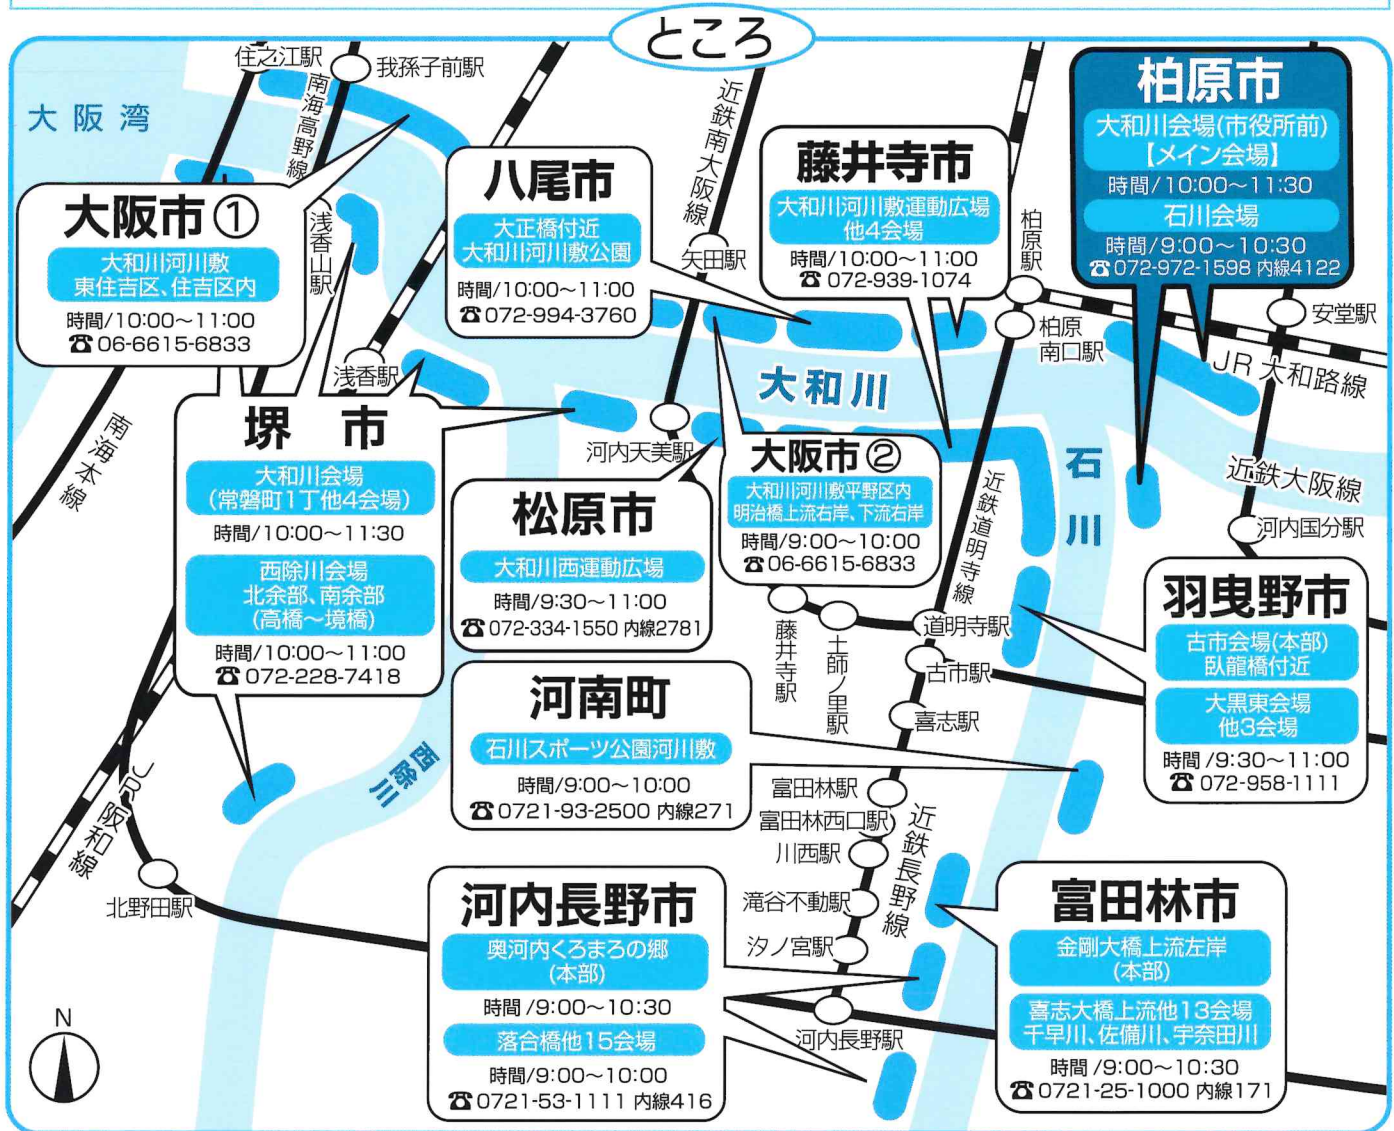 ところ
住之江駅
我孫子前駅
大阪湾
南海高野線
近鉄南大阪線
柏原市
大和川会場(市役所前)
【メイン会場】
時間/10:00～11:30
石川会場
時間/9:00～10:30
☎072-972-1598 内線4122
大阪市①
大和川河川敷
東住吉区、住吉区内
時間/10:00～11:00
☎06-6615-6833
浅香山駅
八尾市
大正橋付近
大和川河川敷公園
時間/10:00～11:00
☎072-994-3760
矢田駅
藤井寺市
大和川河川敷運動広場
他4会場
時間/10:00～11:00
☎072-939-1074
柏原駅
柏原
南口駅
安堂駅
JR大和路線
浅香駅
大和川
南海本線
堺 市
大和川会場
(常磐町1丁他4会場)
時間/10:00～11:30
西除川会場
北余部、南余部
(高橋～境橋)
時間/10:00～11:00
☎072-228-7418
河内天美駅
松原市
大和川西運動広場
時間/9:30～11:00
☎072-334-1550 内線2781
大阪市②
大和川河川敷平野区内
明治橋上流右岸、下流右岸
時間/9:00～10:00
☎06-6615-6833
近鉄道明寺線
石川
近鉄大阪線
河内国分駅
羽曳野市
古市会場(本部)
臥龍橋付近
大黒東会場
他3会場
時間/9:30～11:00
☎072-958-1111
藤井寺駅
土師ノ里駅
道明寺駅
古市駅
喜志駅
河南町
石川スポーツ公園河川敷
時間/9:00～10:00
☎0721-93-2500 内線271
西除川
JR阪和線
北野田駅
富田林駅
富田林西口駅
川西駅
滝谷不動駅
汐ノ宮駅
近鉄長野線
河内長野駅
河内長野市
奥河内くろまろの郷
(本部)
時間/9:00～10:30
落合橋他15会場
時間/9:00～10:00
☎0721-53-1111 内線416
富田林市
金剛大橋上流左岸
(本部)
喜志大橋上流他13会場
千早川、佐備川、宇奈田川
時間/9:00～10:30
☎0721-25-1000 内線171
N